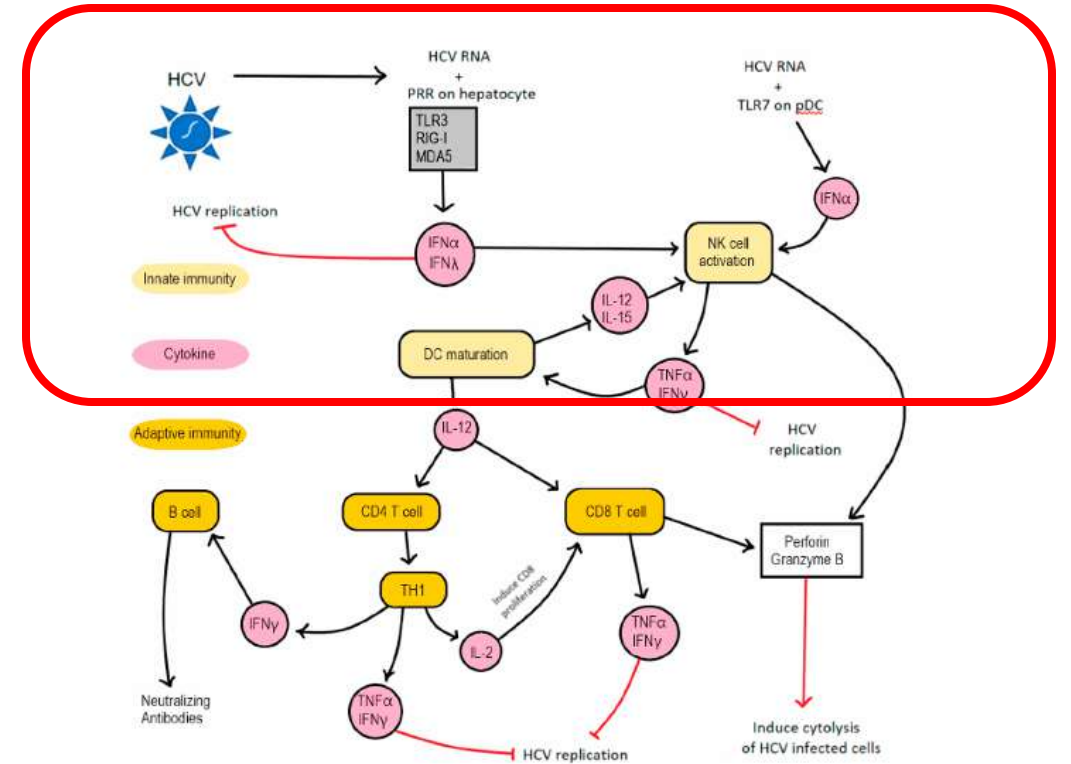 HCV
HCV RNA
+
PRR on hepatocyte
TLR3
RIG-I
MDA5
HCV RNA
+
TLR7 on pDC
IFNα
HCV replication
IFNα
IFNλ
NK cell
activation
Innate immunity
IL-12
IL-15
Cytokine
DC maturation
TNFα
IFNγ
Adaptive immunity
IL-12
HCV
replication
B cell
CD4 T cell
CD8 T cell
Perforin
Granzyme B
TH1
Induce CD8
proliferation
IFNγ
IL-2
TNFα
IFNγ
TNFα
IFNγ
Neutralizing
Antibodies
HCV replication
Induce cytolysis
of HCV infected cells